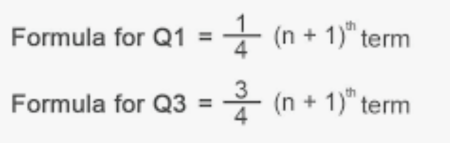 Formula for Q1 = 1/4 (n + 1)th term
Formula for Q3 = 3/4 (n + 1)th term